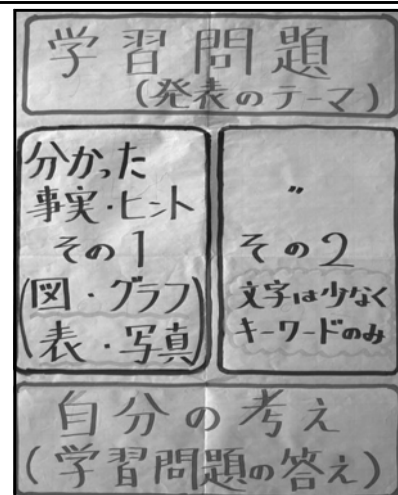 学習問題
(発表のテーマ)
分かった
事実・ヒント
その1
(図・グラフ)
(表・写真)
〃
その2
文字は少なく
キーワードのみ
自分の考え
(学習問題の答え)